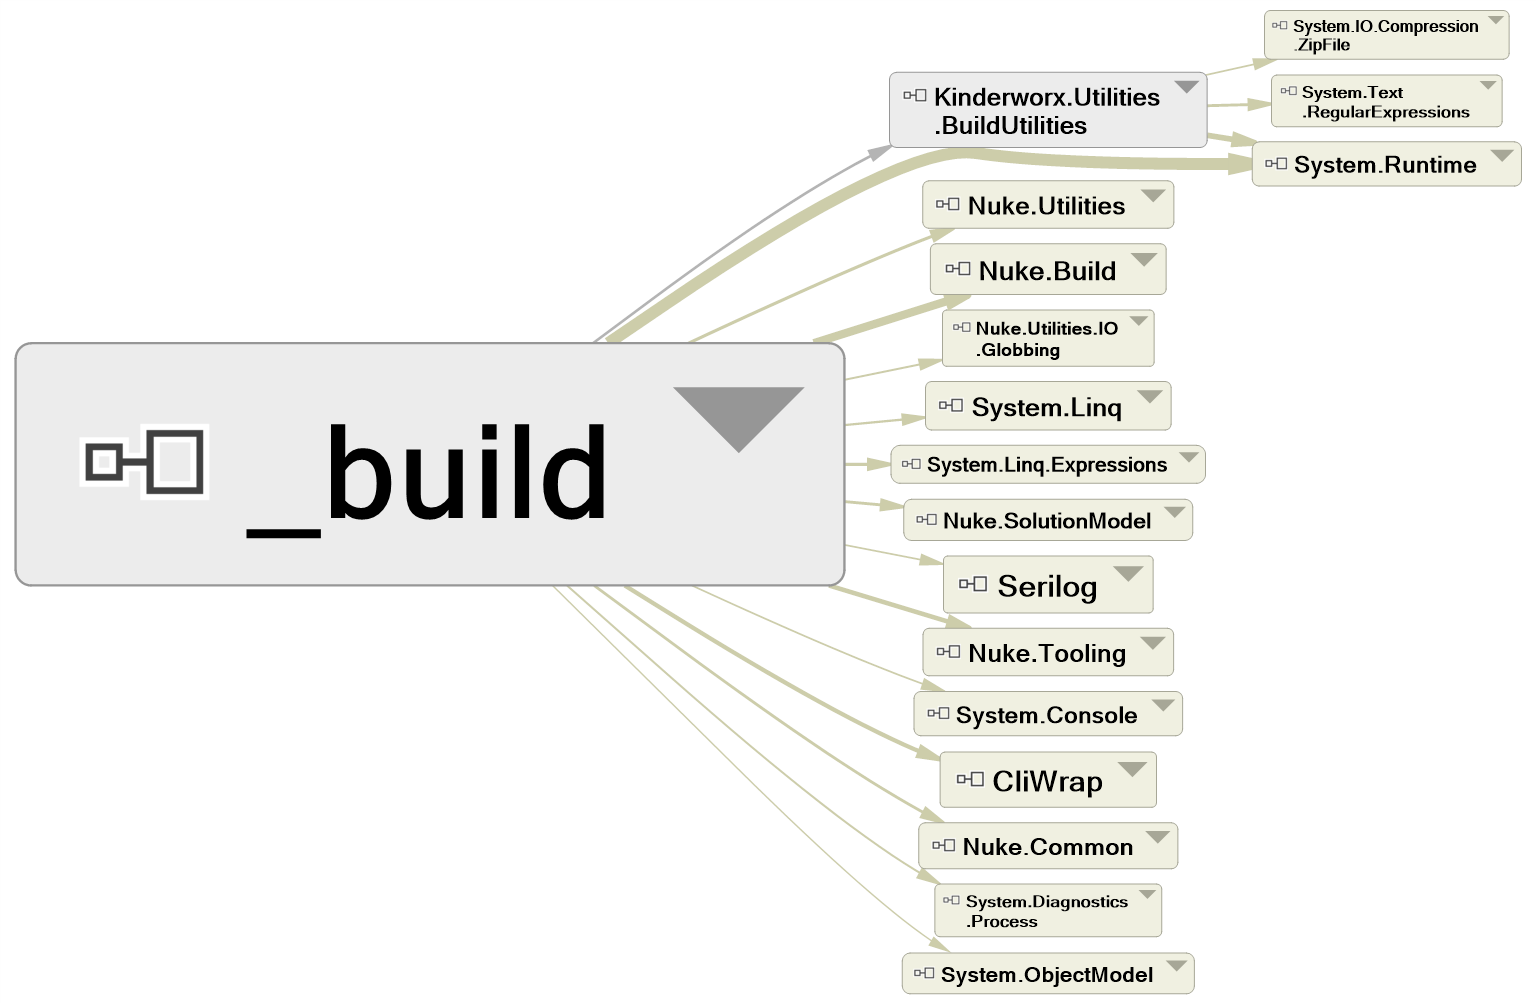 System.IO.Compression
.ZipFile
Kinderworx.Utilities
.BuildUtilities
System.Text
.RegularExpressions
System.Runtime
Nuke.Utilities
Nuke.Build
Nuke.Utilities.IO
.Globbing
System.Linq
_build
System.Linq.Expressions
Nuke.SolutionModel
Serilog
Nuke.Tooling
System.Console
CliWrap
Nuke.Common
System.Diagnostics
.Process
System.ObjectModel